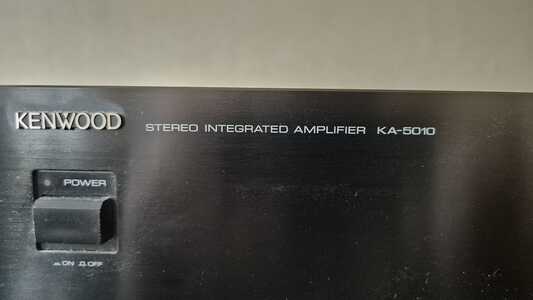 KENWOOD STEREO INTEGRATED AMPLIFIER KA-5010
POWER
ON OFF